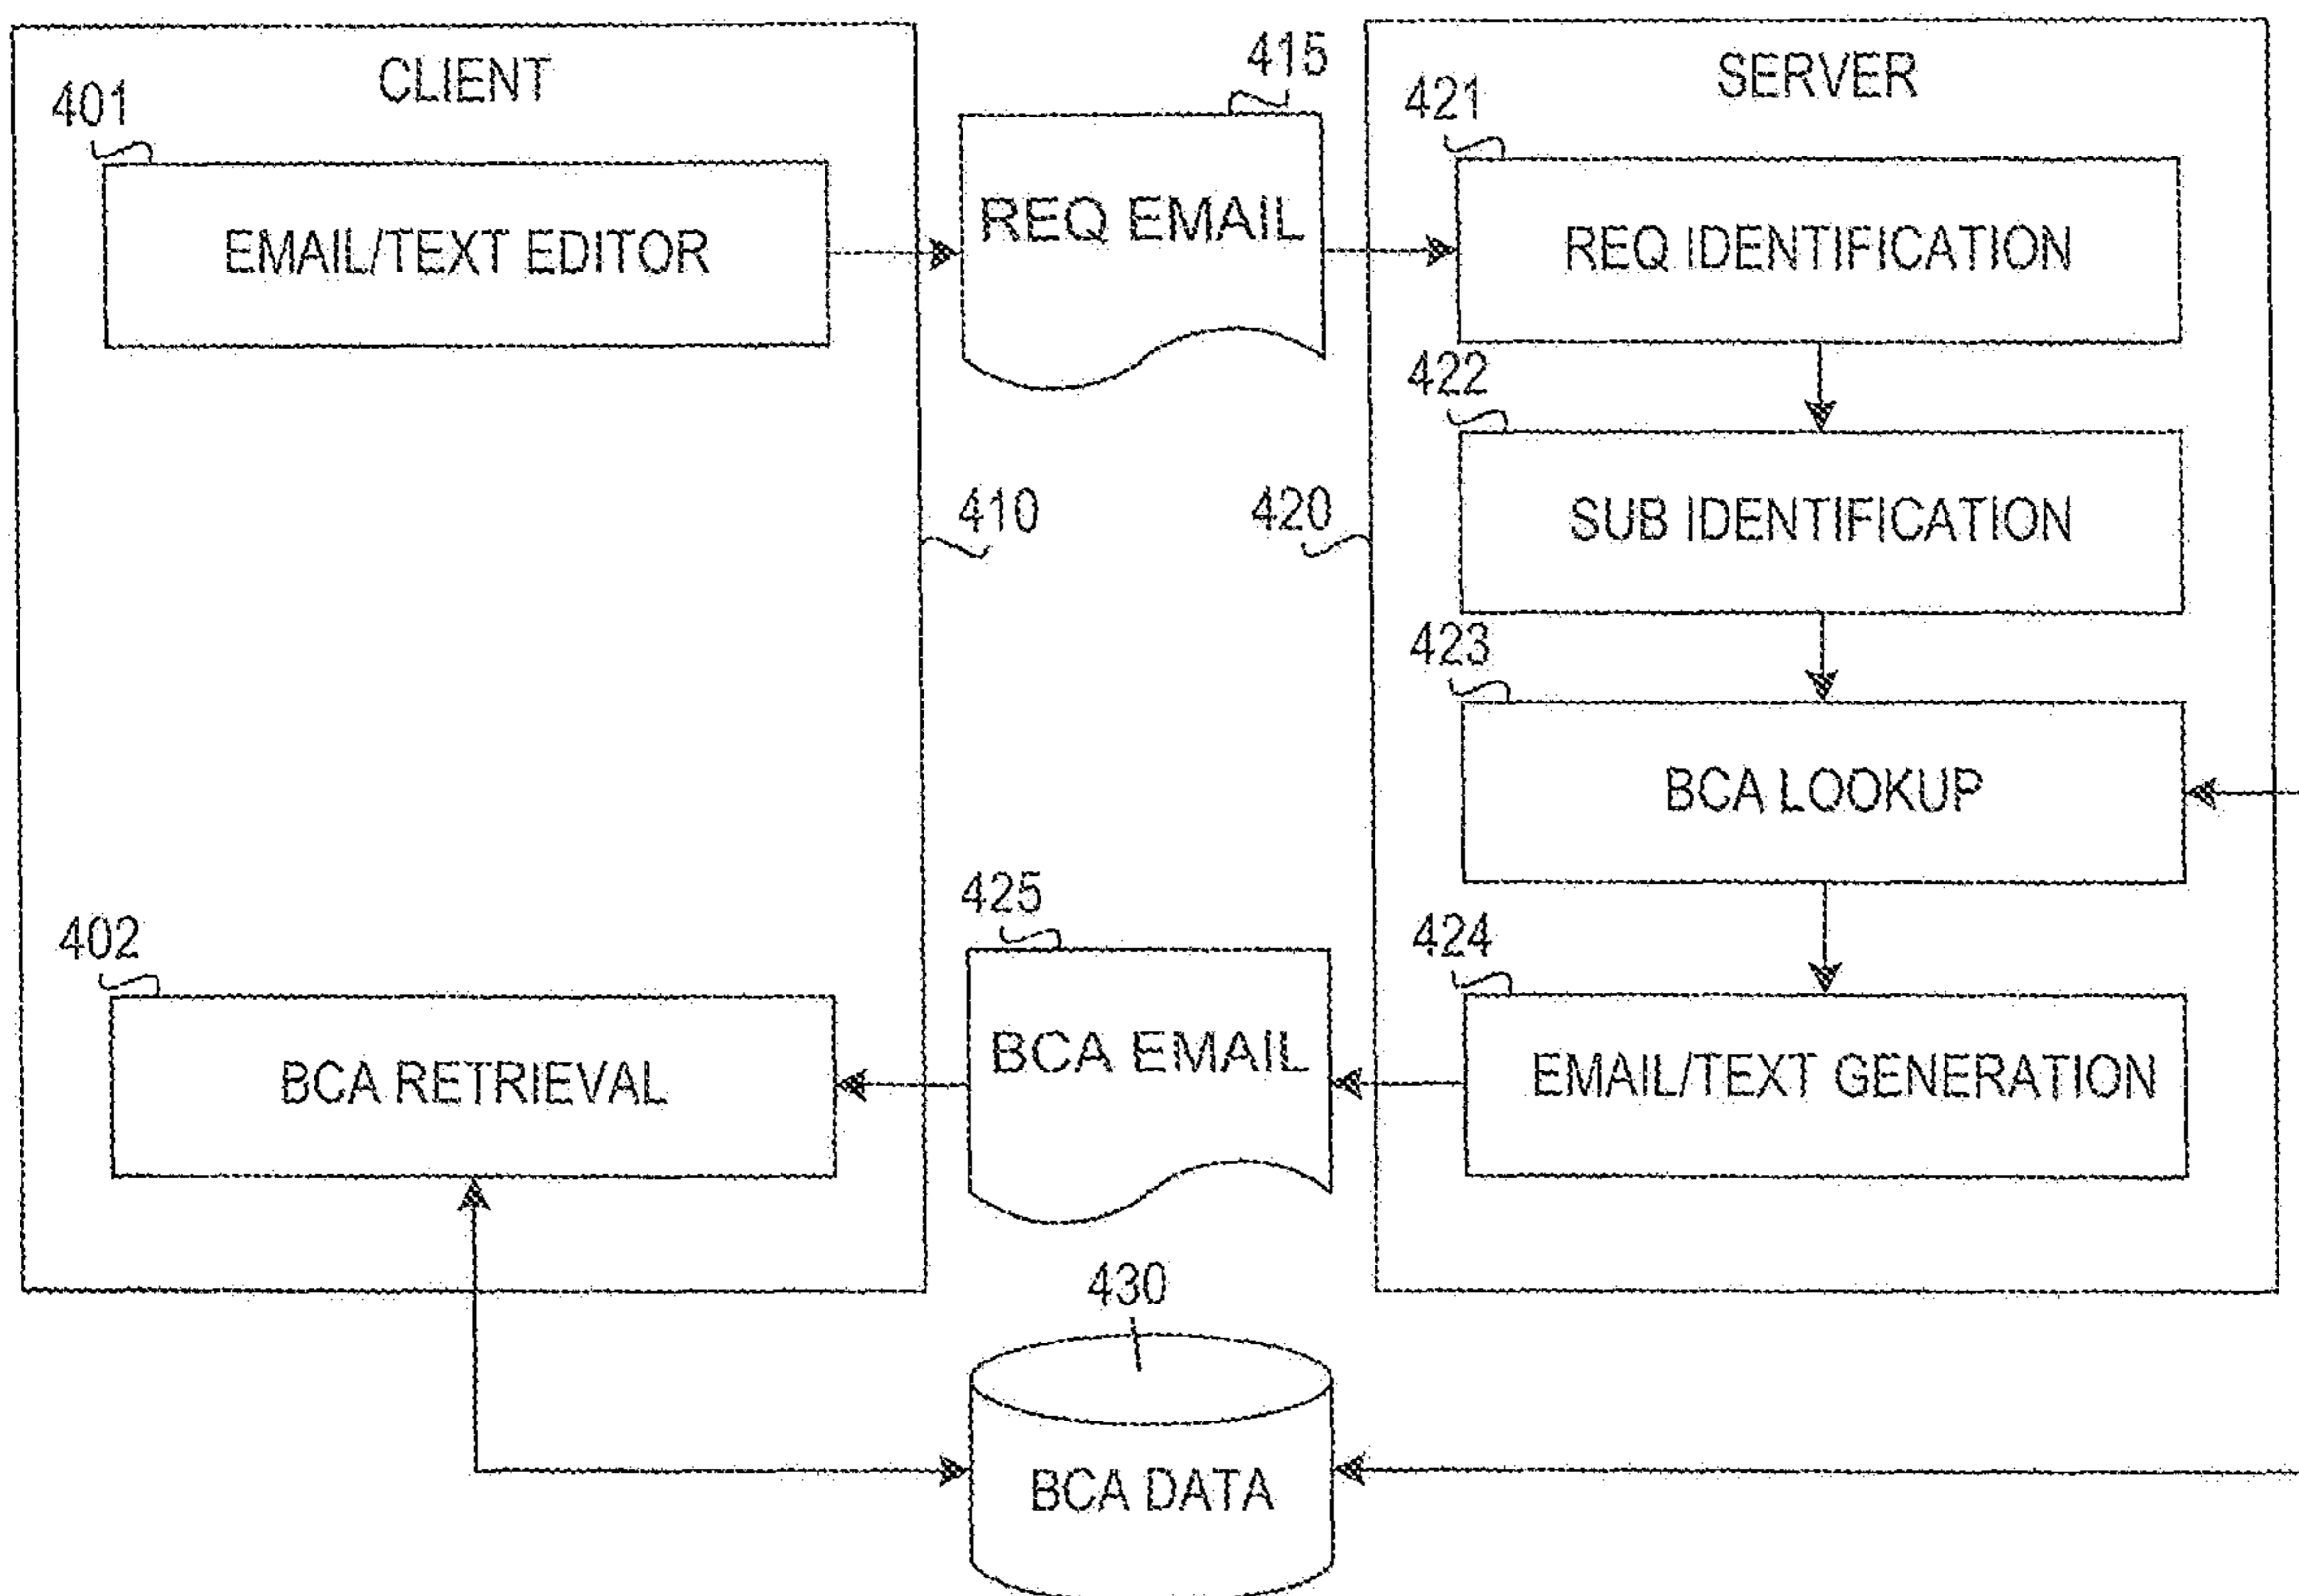 CLIENT
401
EMAIL/TEXT EDITOR
415
REQ EMAIL
SERVER
421
REQ IDENTIFICATION
422
SUB IDENTIFICATION
410
420
423
BCA LOOKUP
425
BCA EMAIL
424
EMAIL/TEXT GENERATION
402
BCA RETRIEVAL
430
BCA DATA